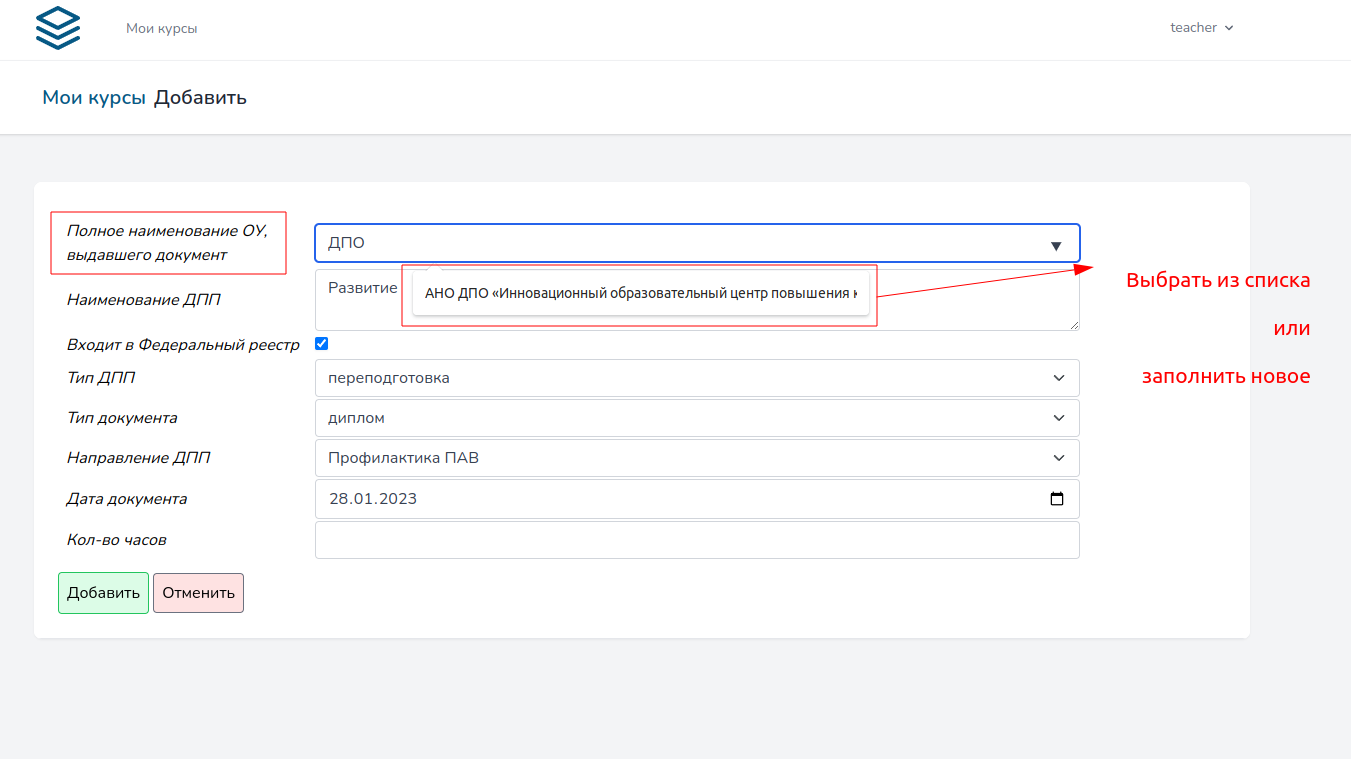 Мои курсы
teacher
Мои курсы Добавить
Полное наименование ОУ,
выдавшего документ
ДПО
АНО ДПО «Инновационный образовательный центр повышения
Наименование ДПП
Развитие
Выбрать из списка
или
заполнить новое
Входит в Федеральный реестр
Тип ДПП
переподготовка
Тип документа
диплом
Направление ДПП
Профилактика ПАВ
Дата документа
28.01.2023
Кол-во часов
Добавить
Отменить